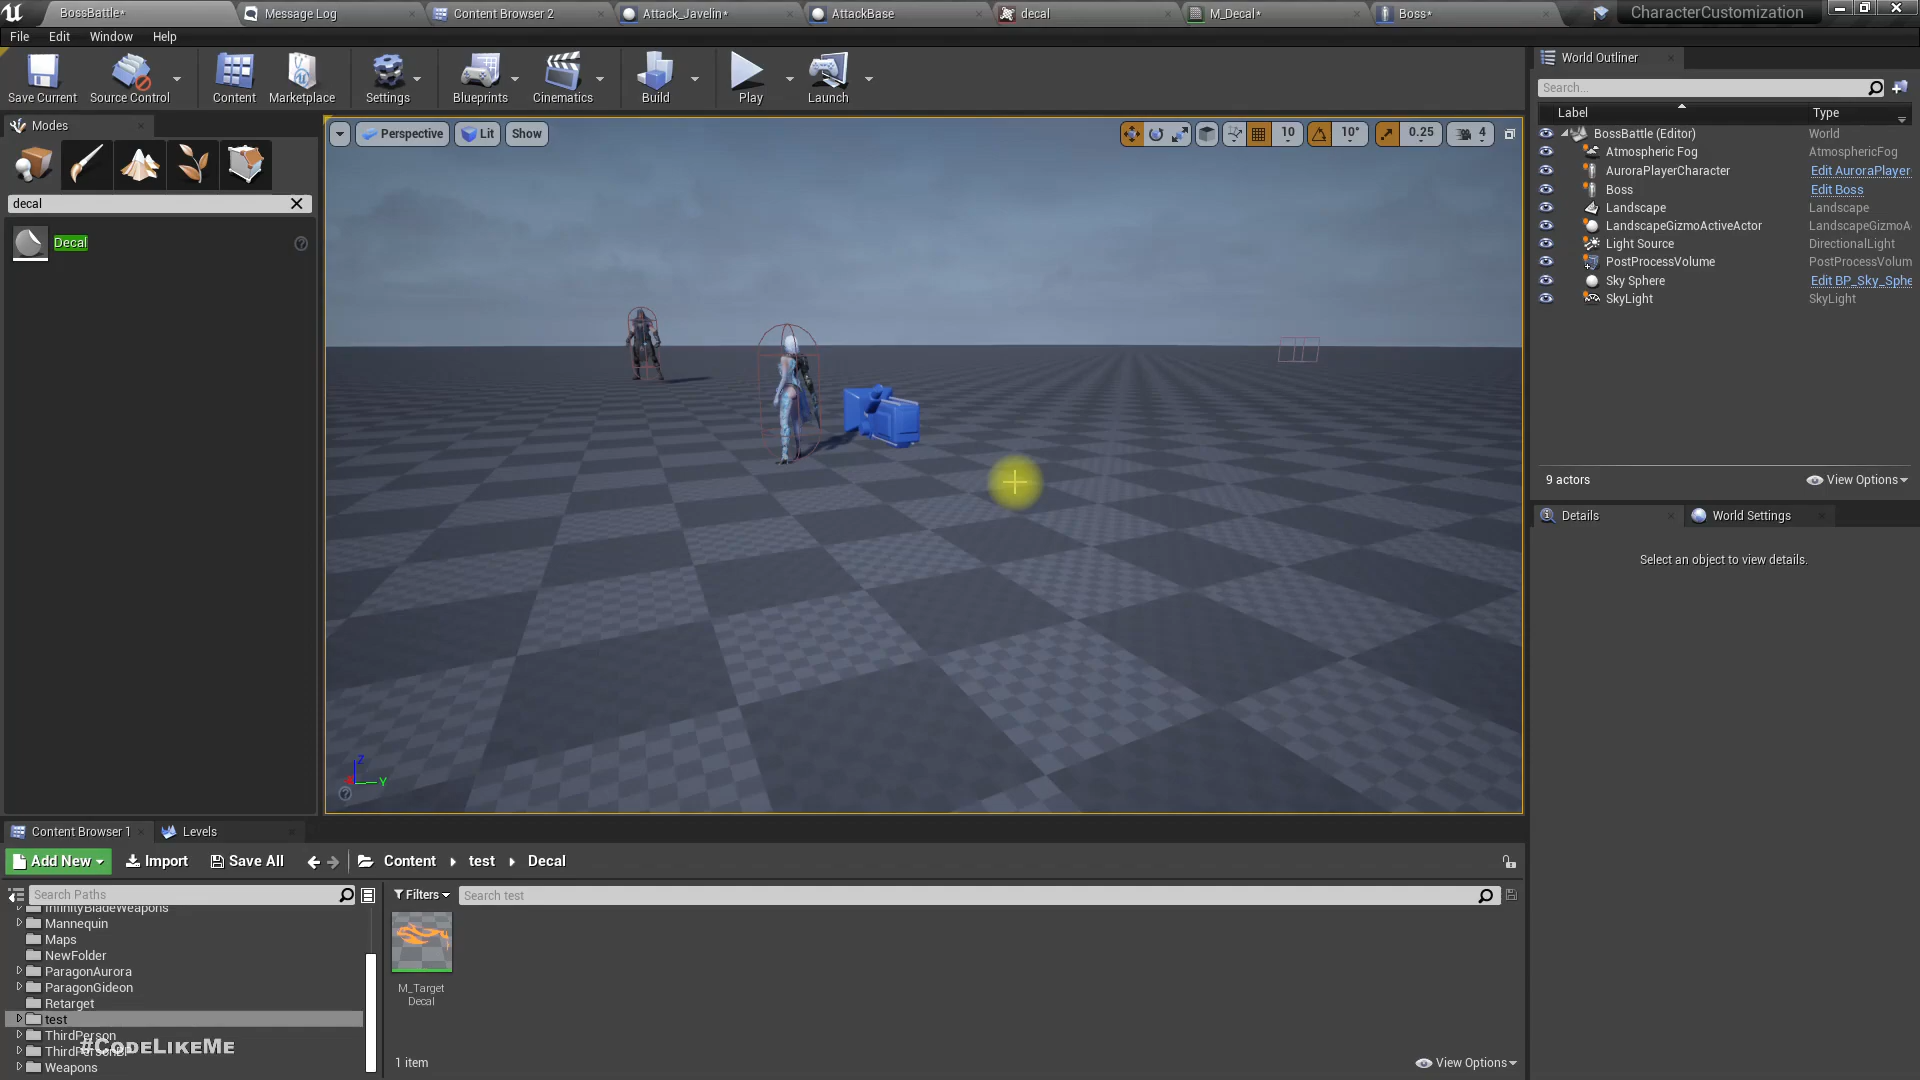 BossBattle*
Message Log
Content Browser 2
Attack_Javelin*
AttackBase
decal
M_Decal*
Boss*
CharacterCustomization
File
Edit
Window
Help
Save Current
Source Control
Content
Marketplace
Settings
Blueprints
Cinematics
Build
Play
Launch
World Outliner
Search...
Label
Type
BossBattle (Editor)
World
Atmospheric Fog
AtmosphericFog
AuroraPlayerCharacter
Edit AuroraPlayer
Boss
Edit Boss
Landscape
Landscape
LandscapeGizmoActiveActor
LandscapeGizmoA
Light Source
DirectionalLight
PostProcessVolume
PostProcessVolum
Sky Sphere
Edit BP_Sky_Sphe
SkyLight
SkyLight
9 actors
View Options
Modes
decal
Decal
Perspective
Lit
Show
10
10°
0.25
4
Z
Y
Details
World Settings
Select an object to view details.
Content Browser 1
Levels
Add New
Import
Save All
Content
test
Decal
Search Paths
Filters
Search test
InfinityBladeWeapons
Mannequin
Maps
NewFolder
ParagonAurora
ParagonGideon
Retarget
test
ThirdPerson
ThirdPersonBP
Weapons
#CodeLikeMe
M_Target
Decal
1 item
View Options